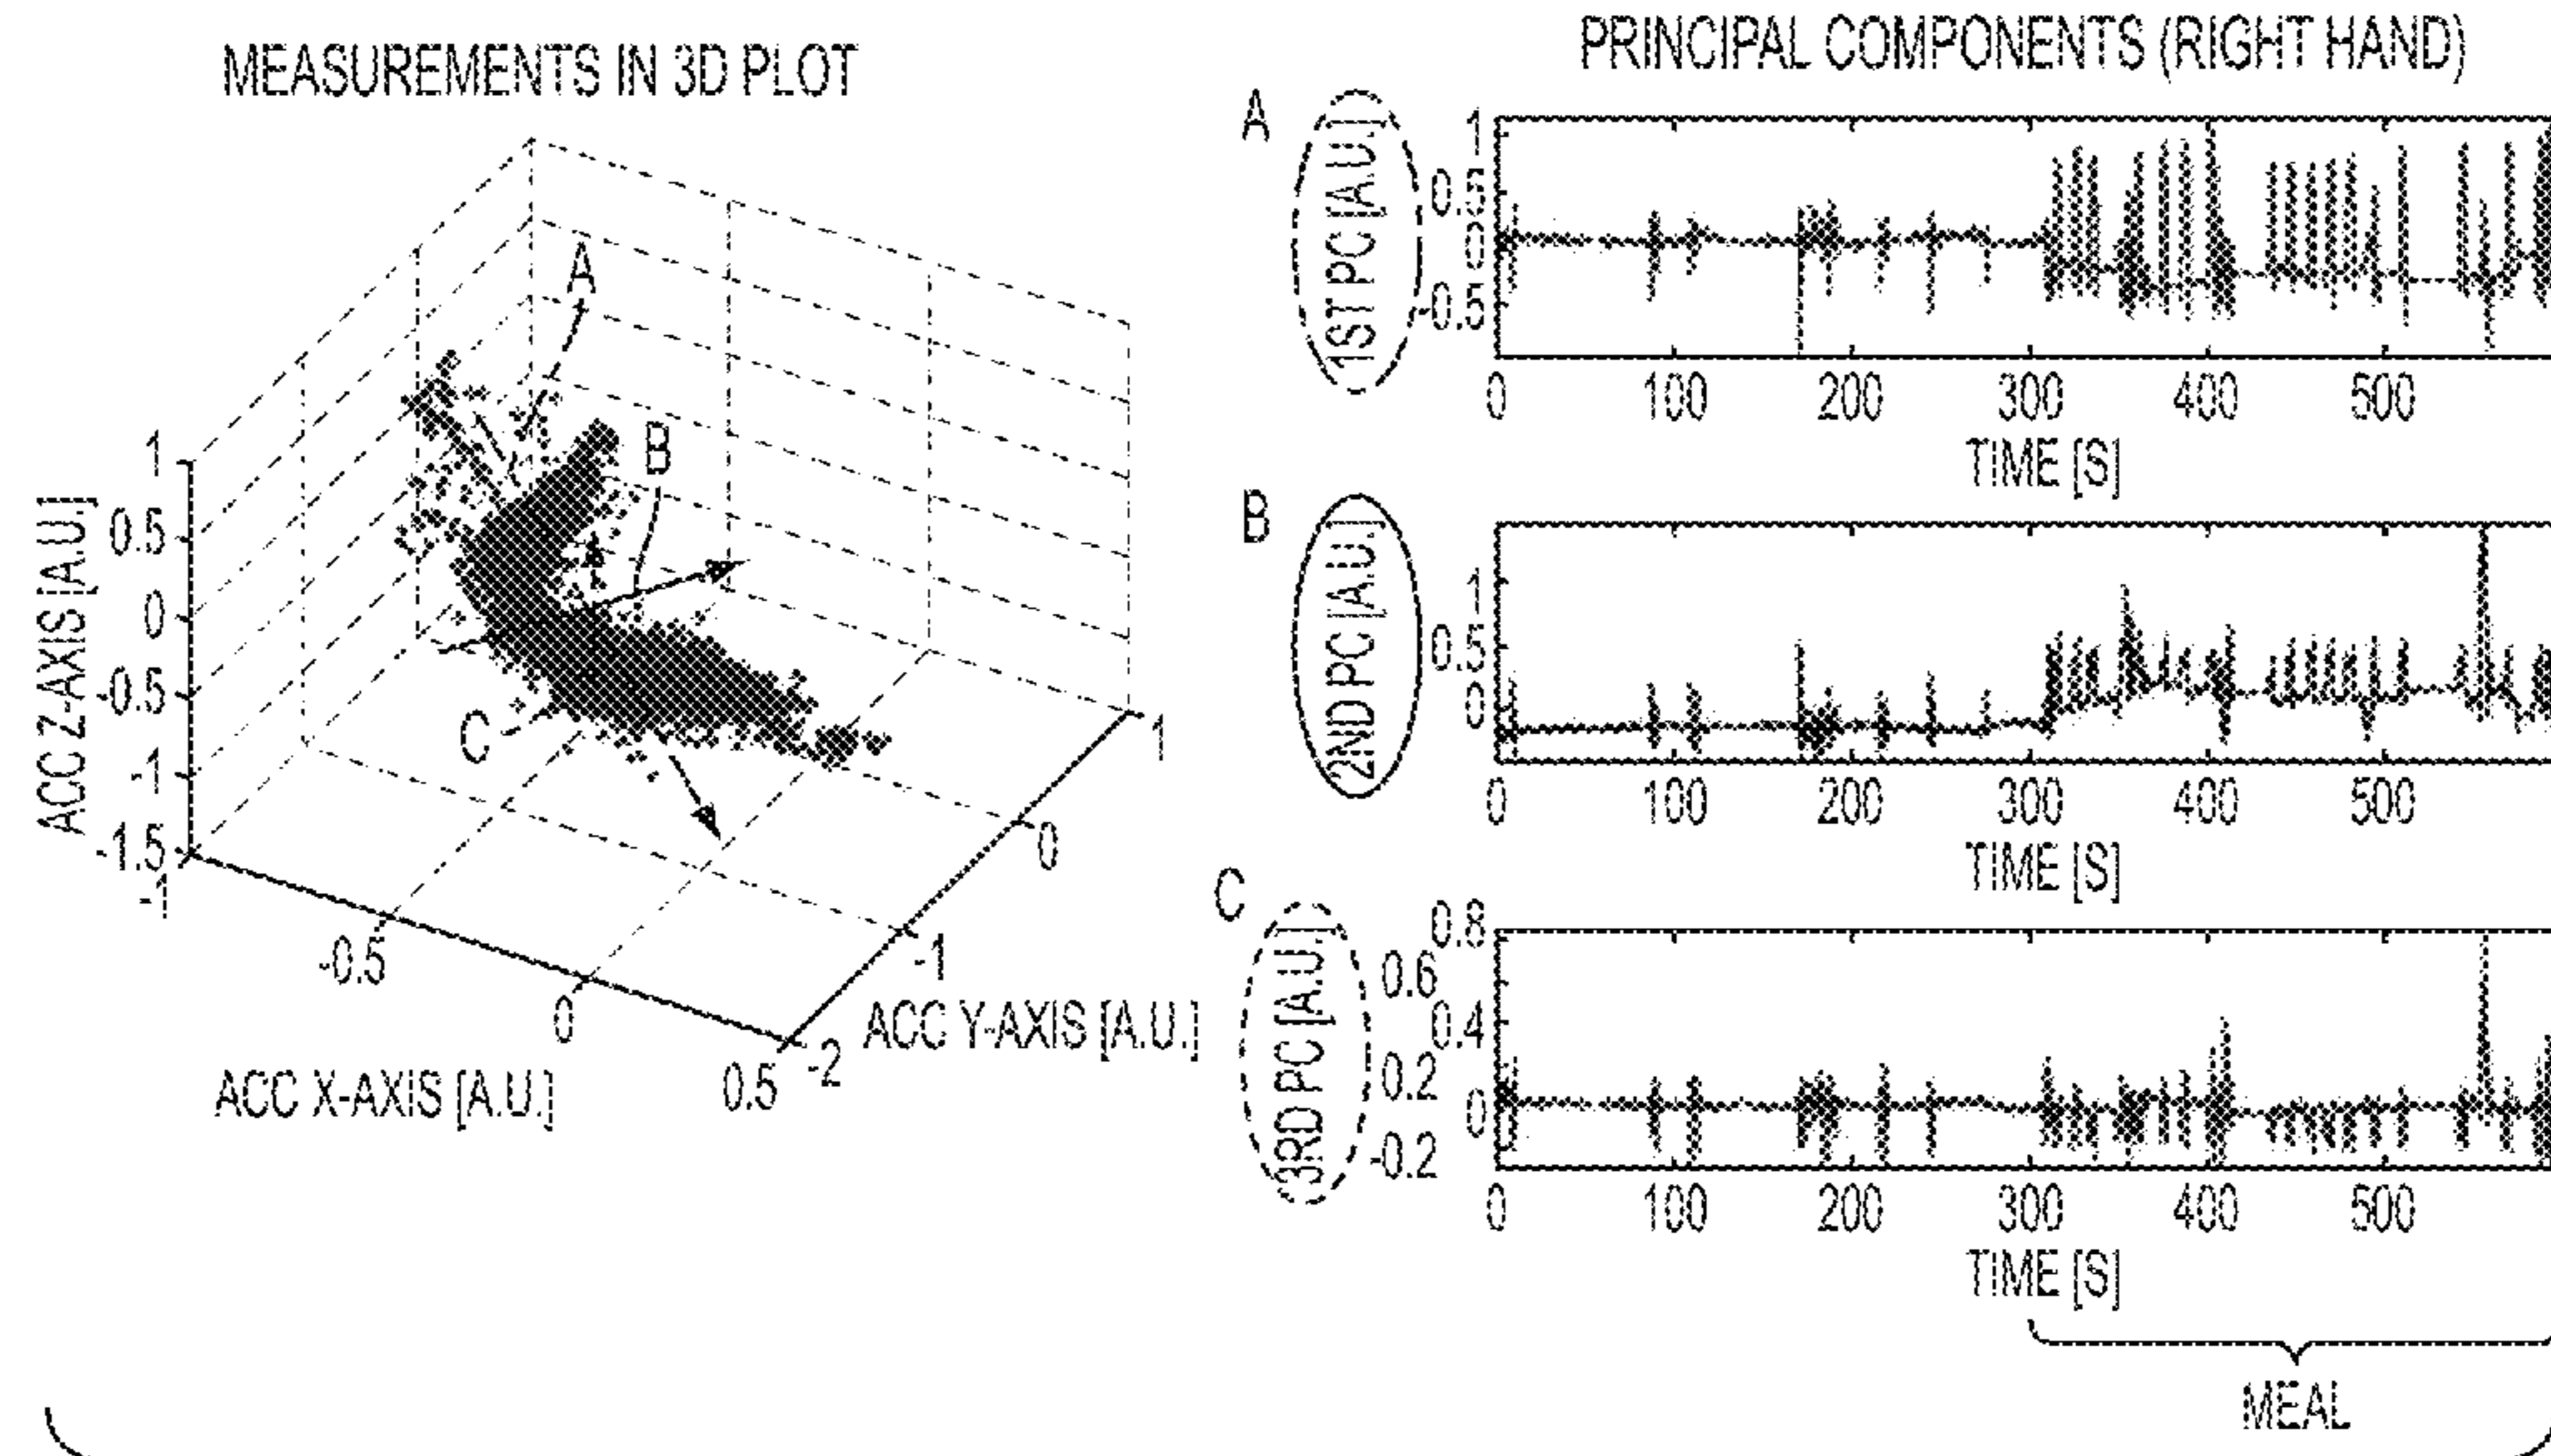 MEASUREMENTS IN 3D PLOT
A
B
C
ACC Z-AXIS [A.U.]
1
0.5
0
-0.5
-1
-1.5
-1
-0.5
0
0.5
ACC X-AXIS [A.U.]
-2
-1
0
1
ACC Y-AXIS [A.U.]
PRINCIPAL COMPONENTS (RIGHT HAND)
A
1ST PC [A.U.]
1
0.5
0
-0.5
0 100 200 300 400 500
TIME [S]
B
2ND PC [A.U.]
1
0.5
0
0 100 200 300 400 500
TIME [S]
C
3RD PC [A.U.]
0.8
0.6
0.4
0.2
0
-0.2
0 100 200 300 400 500
TIME [S]
MEAL